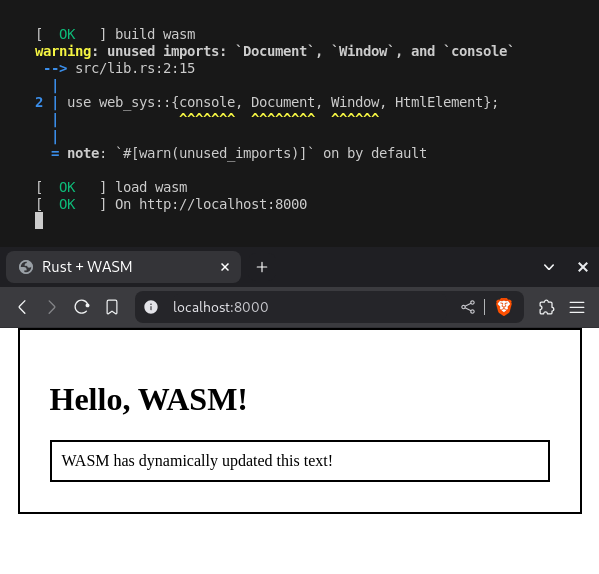 [  OK   ] build wasm
warning: unused imports: `Document`, `Window`, and `console`
 --> src/lib.rs:2:15
  |
2 | use web_sys::{console, Document, Window, HtmlElement};
  |               ^^^^^^^  ^^^^^^^^  ^^^^^^
  |
  = note: `#[warn(unused_imports)]` on by default
[  OK   ] load wasm
[  OK   ] On http://localhost:8000
Rust + WASM
localhost:8000
Hello, WASM!
WASM has dynamically updated this text!